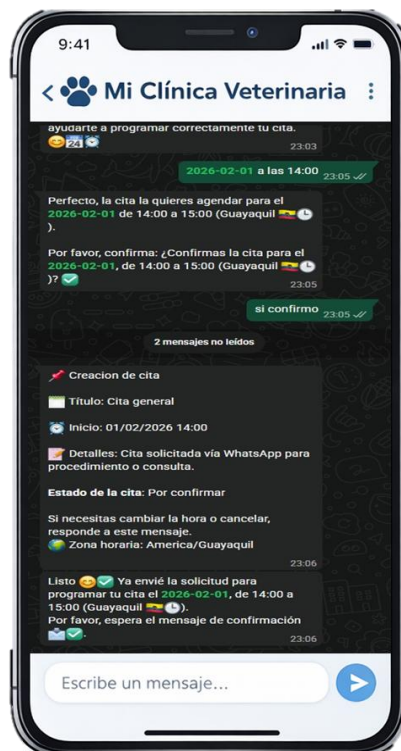 9:41
Mi Clínica Veterinaria
ayudarte a programar correctamente tu cita.
24
23:03
2026-02-01 a las 14:00
23:05
Perfecto, la cita la quieres agendar para el
2026-02-01 de 14:00 a 15:00 (Guayaquil
).
Por favor, confirma: ¿Confirmas la cita para el
2026-02-01, de 14:00 a 15:00 (Guayaquil
)?
23:05
si confirmo
23:05
2 mensajes no leídos
Creacion de cita
Título: Cita general
Inicio: 01/02/2026 14:00
Detalles: Cita solicitada vía WhatsApp para
procedimiento o consulta.
Estado de la cita: Por confirmar
Si necesitas cambiar la hora o cancelar,
responde a este mensaje.
Zona horaria: America/Guayaquil
23:06
Listo Ya envié la solicitud para
programar tu cita el 2026-02-01, de 14:00 a
15:00 (Guayaquil ).
Por favor, espera el mensaje de confirmación
.
23:06
Escribe un mensaje...